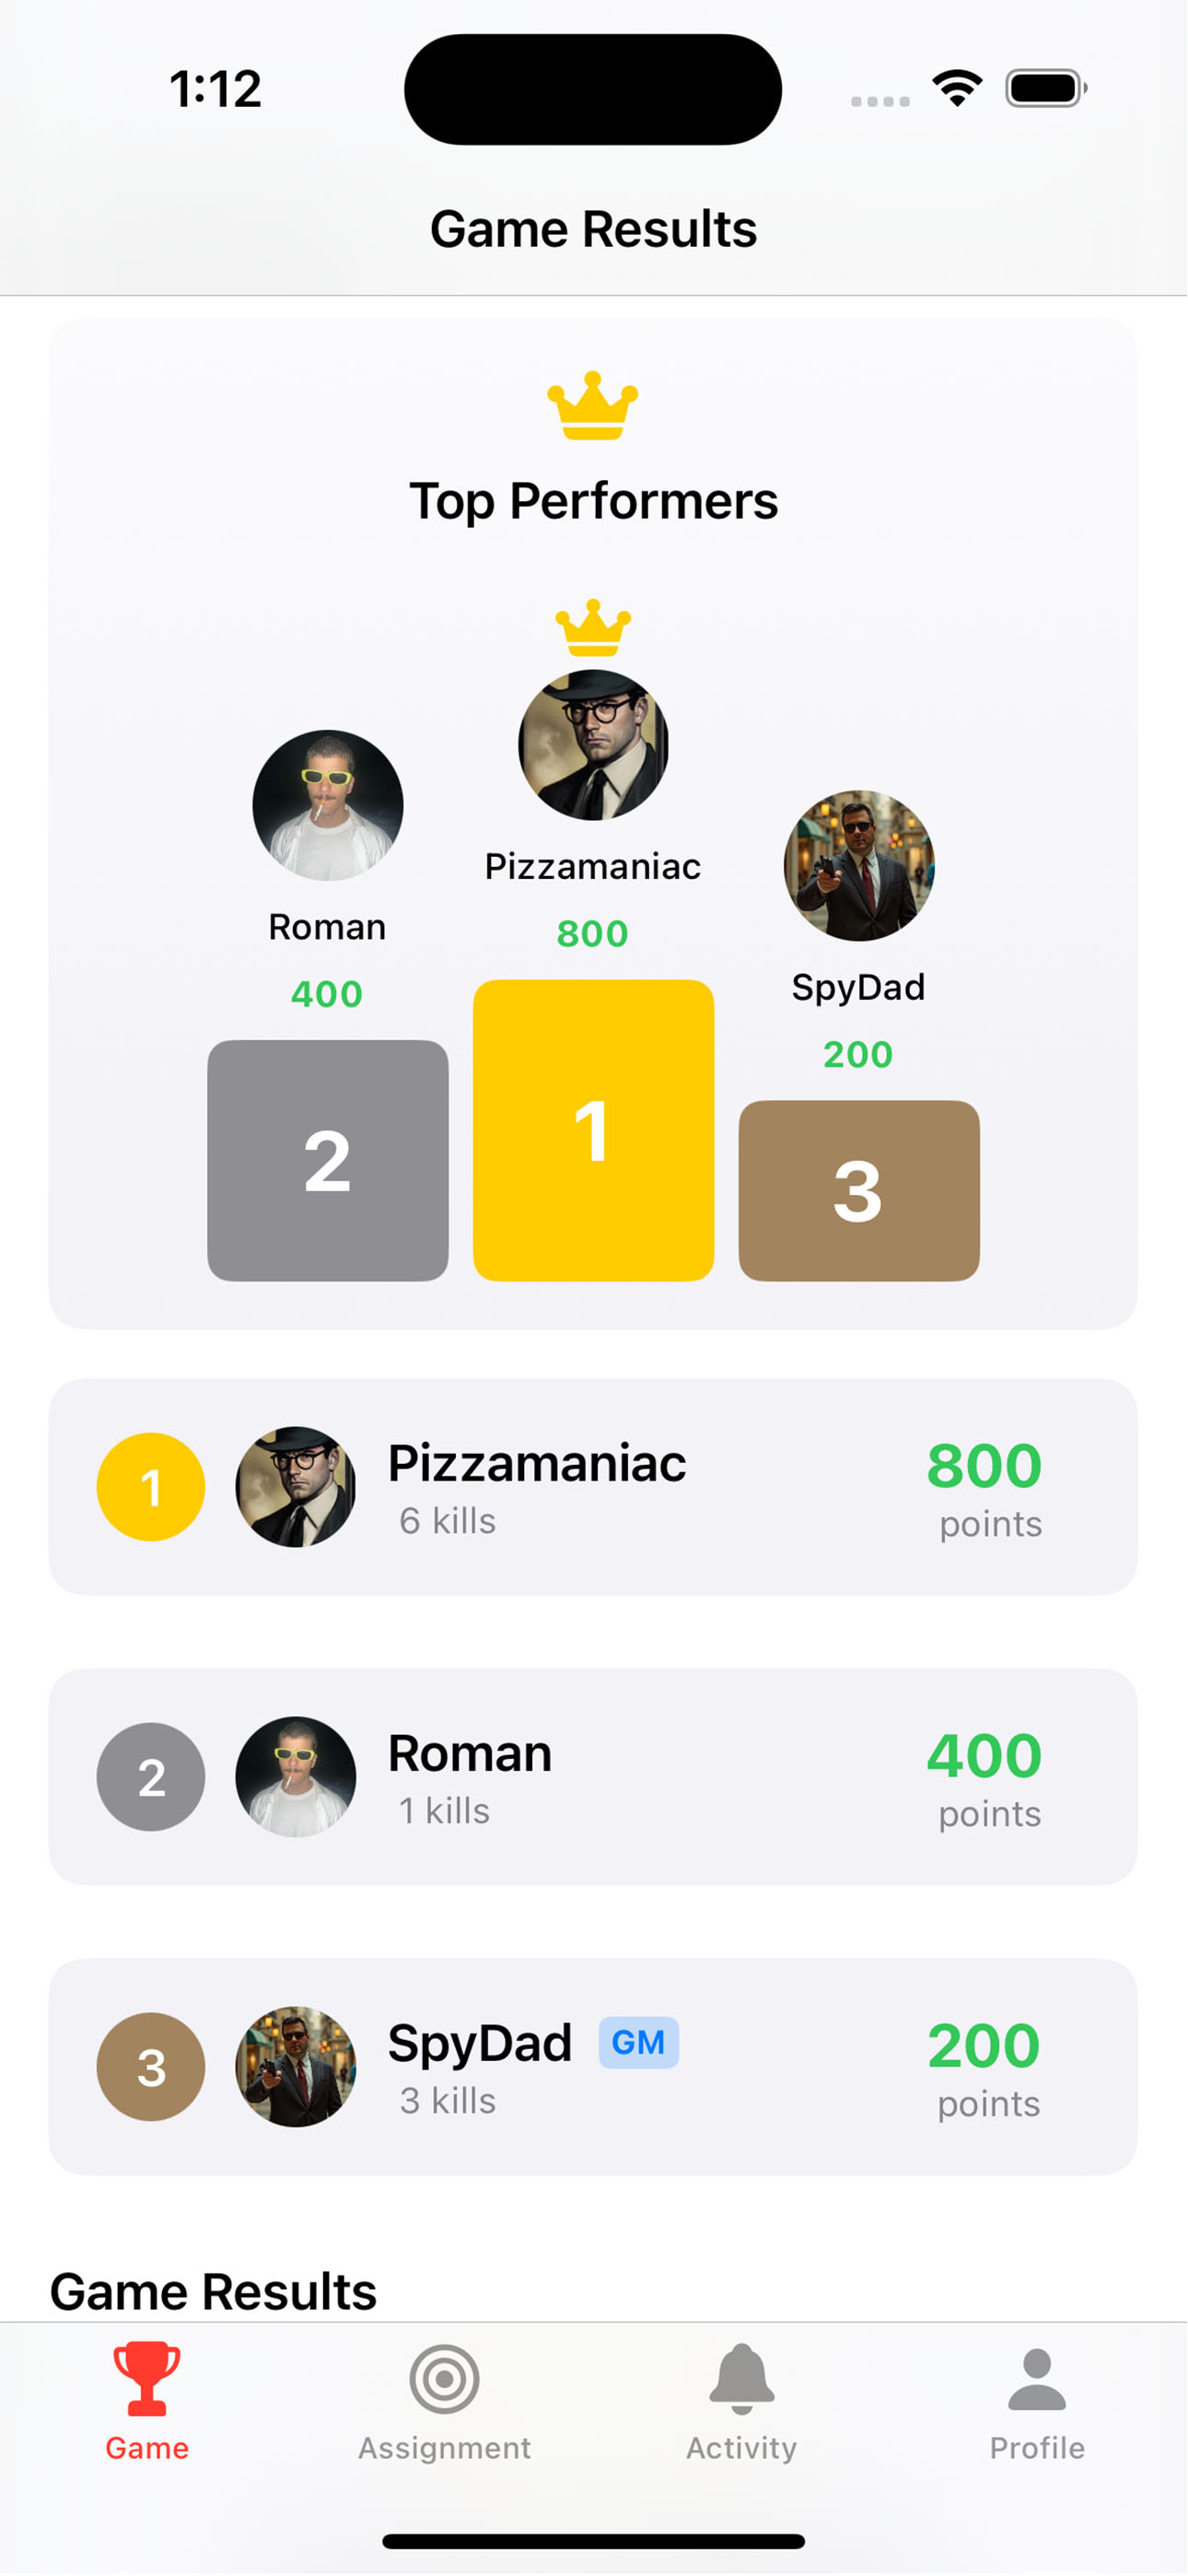 1:12
Game Results
Top Performers
Pizzamaniac
800
Roman
400
SpyDad
200
2
1
3
1
Pizzamaniac
6 kills
800
points
2
Roman
1 kills
400
points
3
SpyDad GM
3 kills
200
points
Game Results
Game
Assignment
Activity
Profile